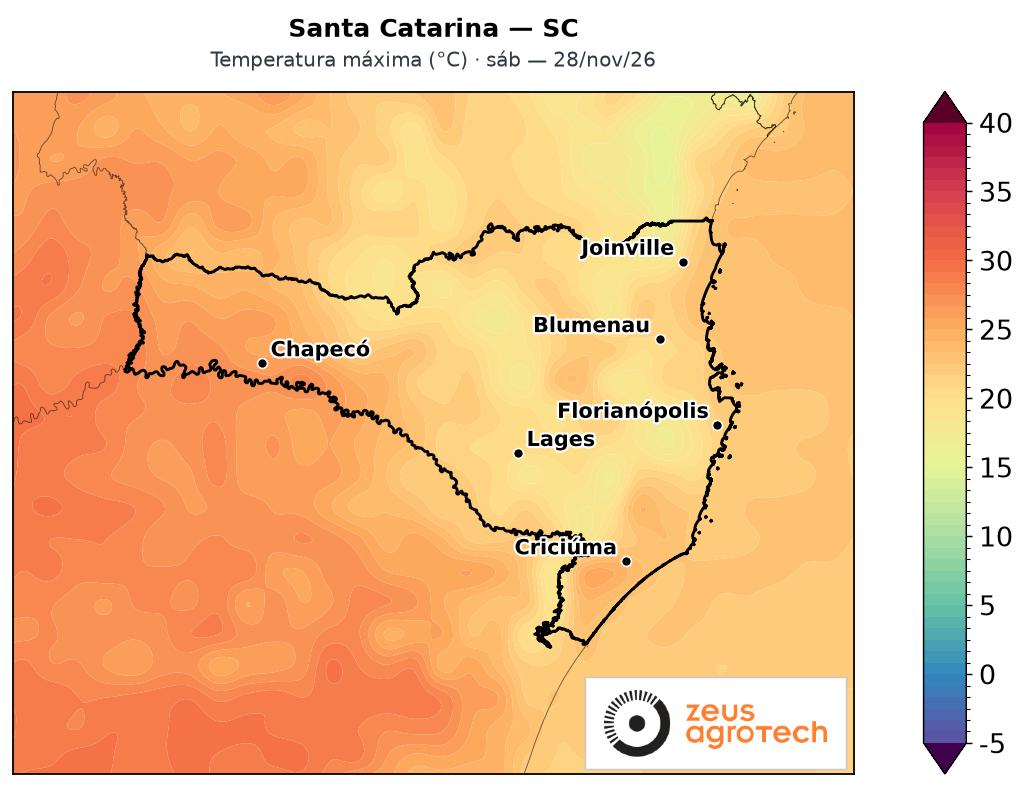 Santa Catarina — SC
Temperatura máxima (°C) · sáb — 28/nov/26
Joinville
Blumenau
Chapecó
Florianópolis
Lages
Criciúma
40
35
30
25
20
15
10
5
0
-5
zeus
agrotech